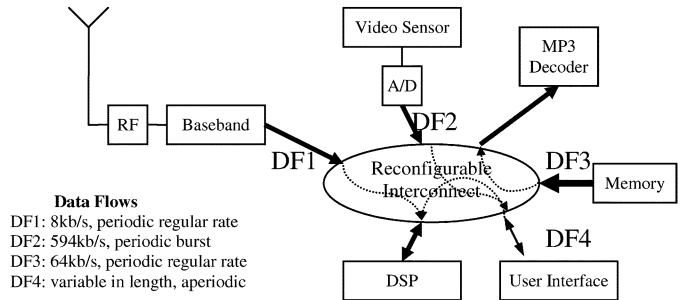 Video Sensor
MP3
Decoder
A/D
RF
Baseband
DF2
DF1
Reconfigurable
Interconnect
DF3
Memory
Data Flows
DF1: 8kb/s, periodic regular rate
DF2: 594kb/s, periodic burst
DF3: 64kb/s, periodic regular rate
DF4: variable in length, aperiodic
DF4
DSP
User Interface